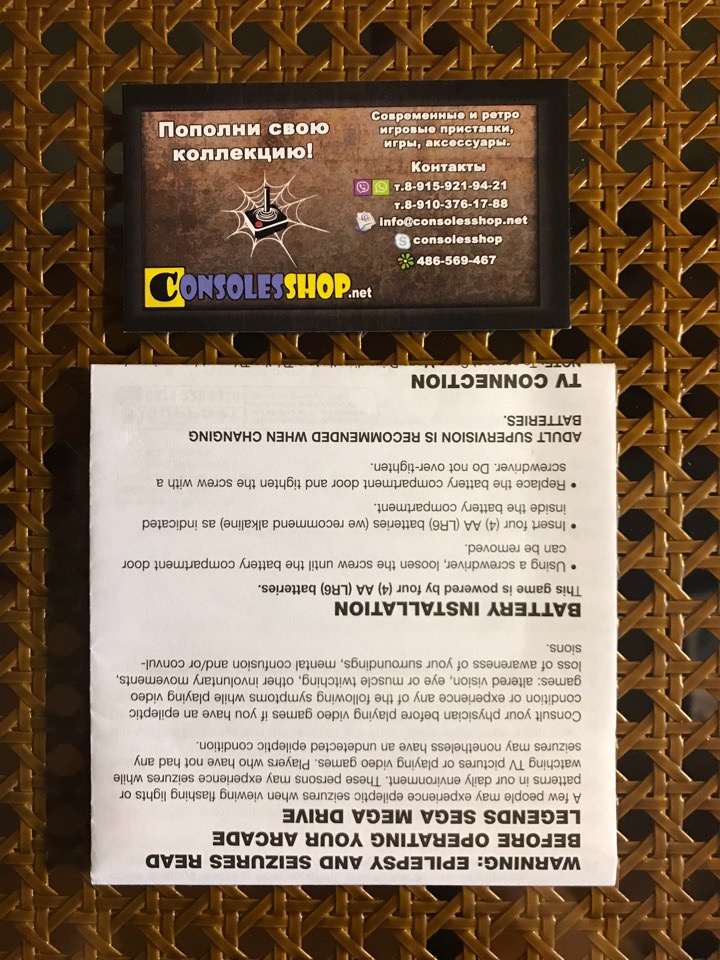 Пополни свою
коллекцию!
Современные и ретро
игровые приставки,
игры, аксессуары.
Контакты
т.8-915-921-94-21
т.8-910-376-17-88
info@consolesshop.net
consolesshop
486-569-467
CONSOLESSHOP.net
WARNING: EPILEPSY AND SEIZURES READ
BEFORE OPERATING YOUR ARCADE
LEGENDS SEGA MEGA DRIVE
A few people may experience epileptic seizures when viewing flashing lights or
patterns in our daily environment. These persons may experience seizures while
watching TV pictures or playing video games. Players who have not had any
seizures may nonetheless have an undetected epileptic condition.
Consult your physician before playing video games if you have an epileptic
condition or experience any of the following symptoms while playing video
games: altered vision, eye or muscle twitching, other involuntary movements,
loss of awareness of your surroundings, mental confusion and/or convul-
sions.
BATTERY INSTALLATION
This game is powered by four (4) AA (LR6) batteries.
• Using a screwdriver, loosen the screw until the battery compartment door
can be removed.
• Insert four (4) AA (LR6) batteries (we recommend alkaline) as indicated
inside the battery compartment.
• Replace the battery compartment door and tighten the screw with a
screwdriver. Do not over-tighten.
ADULT SUPERVISION IS RECOMMENDED WHEN CHANGING
BATTERIES.
TV CONNECTION
NOTE: